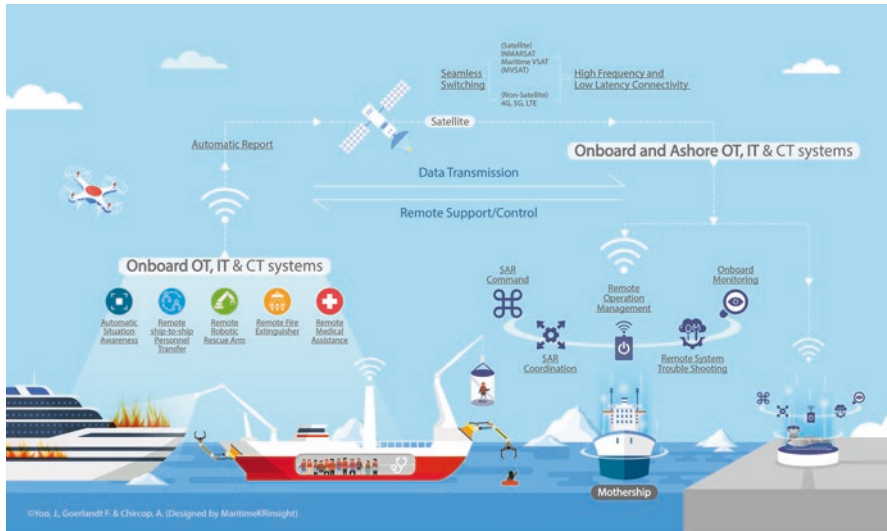 (Satellite)
INMARSAT
Maritime VSAT
(MVSAT)
Seamless
Switching
High Frequency and
Low Latency Connectivity
(Non-Satellite)
4G, 5G, LTE
Satellite
Automatic Report
Onboard and Ashore OT, IT & CT systems
Data Transmission
Remote Support/Control
Onboard OT, IT & CT systems
SAR
Command
Remote
Operation
Management
Onboard
Monitoring
Automatic
Situation
Awareness
Remote
ship-to-ship
Personnel
Transfer
Remote
Robotic
Rescue Arm
Remote Fire
Extinguisher
Remote
Medical
Assistance
SAR
Coordination
Remote System
Trouble Shooting
Mothership
©Yoo, J., Goerlandt F. & Chircop, A. (Designed by MaritimeKRinsight)